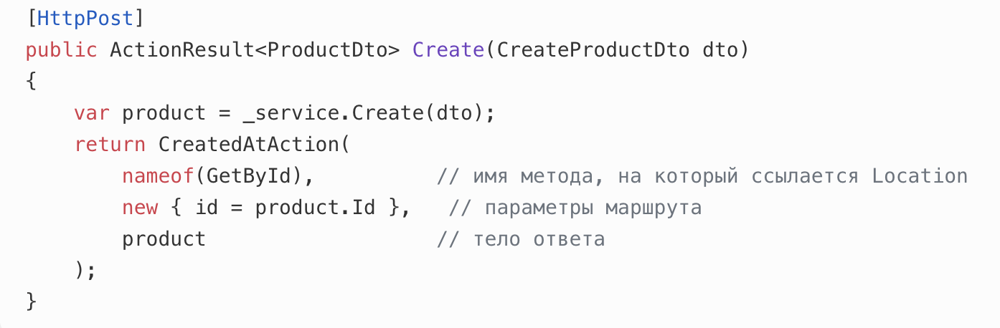 [HttpPost]
public ActionResult<ProductDto> Create(CreateProductDto dto)
{
    var product = _service.Create(dto);
    return CreatedAtAction(
        nameof(GetById),          // имя метода, на который ссылается Location
        new { id = product.Id },   // параметры маршрута
        product                   // тело ответа
    );
}